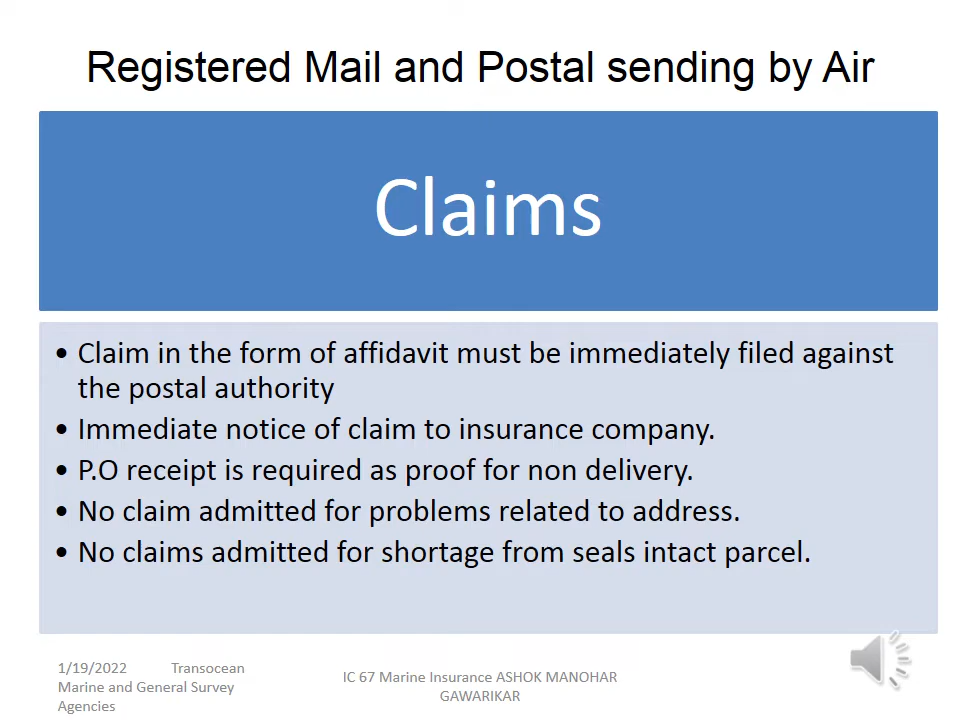 Registered Mail and Postal sending by Air
Claims
• Claim in the form of affidavit must be immediately filed against
the postal authority
• Immediate notice of claim to insurance company.
• P.O receipt is required as proof for non delivery.
• No claim admitted for problems related to address.
• No claims admitted for shortage from seals intact parcel.
1/19/2022 Transocean
Marine and General Survey
Agencies
IC 67 Marine Insurance ASHOK MANOHAR
GAWARIKAR